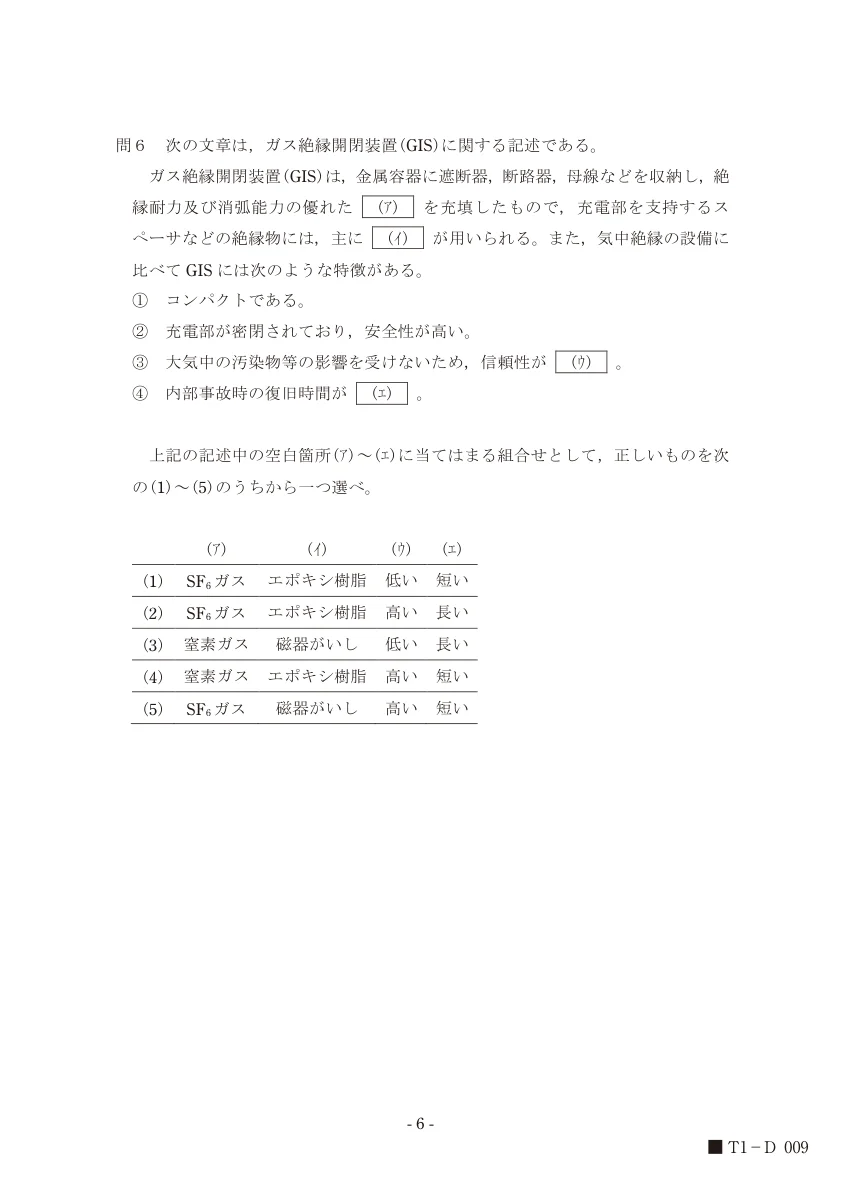 問６　次の文章は，ガス絶縁開閉装置(GIS)に関する記述である。
ガス絶縁開閉装置(GIS)は，金属容器に遮断器，断路器，母線などを収納し，絶
縁耐力及び消弧能力の優れた (ｱ) を充填したもので，充電部を支持するス
ペーサなどの絶縁物には，主に (ｲ) が用いられる。また，気中絶縁の設備に
比べて GIS には次のような特徴がある。
①　コンパクトである。
②　充電部が密閉されており，安全性が高い。
③　大気中の汚染物等の影響を受けないため，信頼性が (ｳ) 。
④　内部事故時の復旧時間が (ｴ) 。
上記の記述中の空白箇所(ｱ)～(ｴ)に当てはまる組合せとして，正しいものを次
の(1)～(5)のうちから一つ選べ。
(ｱ) (ｲ) (ｳ) (ｴ)
(1) SF₆ガス エポキシ樹脂 低い 短い
(2) SF₆ガス エポキシ樹脂 高い 長い
(3) 窒素ガス 磁器がいし 低い 長い
(4) 窒素ガス エポキシ樹脂 高い 短い
(5) SF₆ガス 磁器がいし 高い 短い
- 6 -
■ T1－D 009